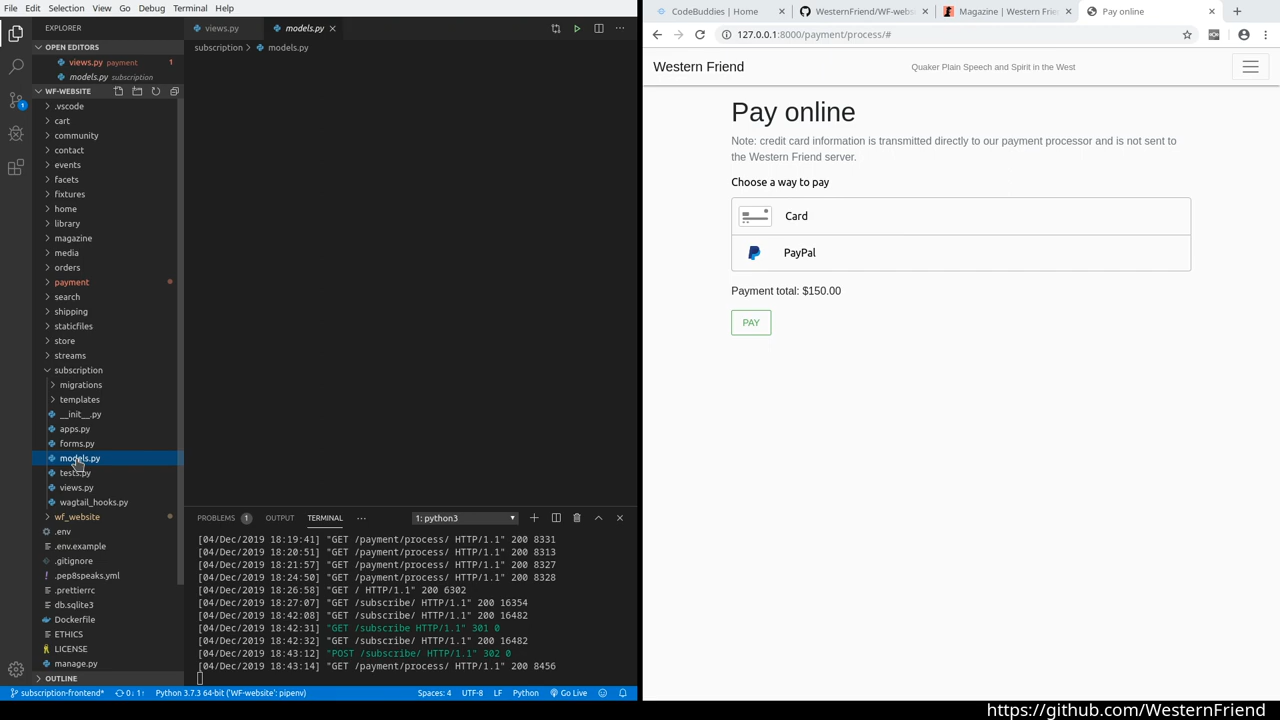 File Edit Selection View Go Debug Terminal Help
EXPLORER
OPEN EDITORS
views.py payment 1
models.py subscription
WF-WEBSITE
.vscode
cart
community
contact
events
facets
fixtures
home
library
magazine
media
orders
payment
search
shipping
staticfiles
store
streams
subscription
migrations
templates
__init__.py
apps.py
forms.py
models.py
tests.py
views.py
wagtail_hooks.py
wf_website
.env
.env.example
.gitignore
.pep8speaks.yml
.prettierrc
db.sqlite3
Dockerfile
ETHICS
LICENSE
manage.py
OUTLINE
1
views.py models.py
subscription > models.py
PROBLEMS 1 OUTPUT TERMINAL ... 1: python3
[04/Dec/2019 18:19:41] "GET /payment/process/ HTTP/1.1" 200 8331
[04/Dec/2019 18:20:51] "GET /payment/process/ HTTP/1.1" 200 8313
[04/Dec/2019 18:21:57] "GET /payment/process/ HTTP/1.1" 200 8327
[04/Dec/2019 18:24:50] "GET /payment/process/ HTTP/1.1" 200 8328
[04/Dec/2019 18:26:58] "GET / HTTP/1.1" 200 6302
[04/Dec/2019 18:27:07] "GET /subscribe/ HTTP/1.1" 200 16354
[04/Dec/2019 18:42:08] "GET /subscribe/ HTTP/1.1" 200 16482
[04/Dec/2019 18:42:31] "GET /subscribe HTTP/1.1" 301 0
[04/Dec/2019 18:42:32] "GET /subscribe/ HTTP/1.1" 200 16482
[04/Dec/2019 18:43:12] "POST /subscribe/ HTTP/1.1" 302 0
[04/Dec/2019 18:43:14] "GET /payment/process/ HTTP/1.1" 200 8456
subscription-frontend* 0↓ 1↑ Python 3.7.3 64-bit ('WF-website': pipenv) Spaces: 4 UTF-8 LF Python Go Live
CodeBuddies | Home WesternFriend/WF-webs Magazine | Western Frie Pay online
127.0.0.1:8000/payment/process/#
Western Friend Quaker Plain Speech and Spirit in the West
Pay online
Note: credit card information is transmitted directly to our payment processor and is not sent to
the Western Friend server.
Choose a way to pay
Card
PayPal
Payment total: $150.00
PAY
https://github.com/WesternFriend